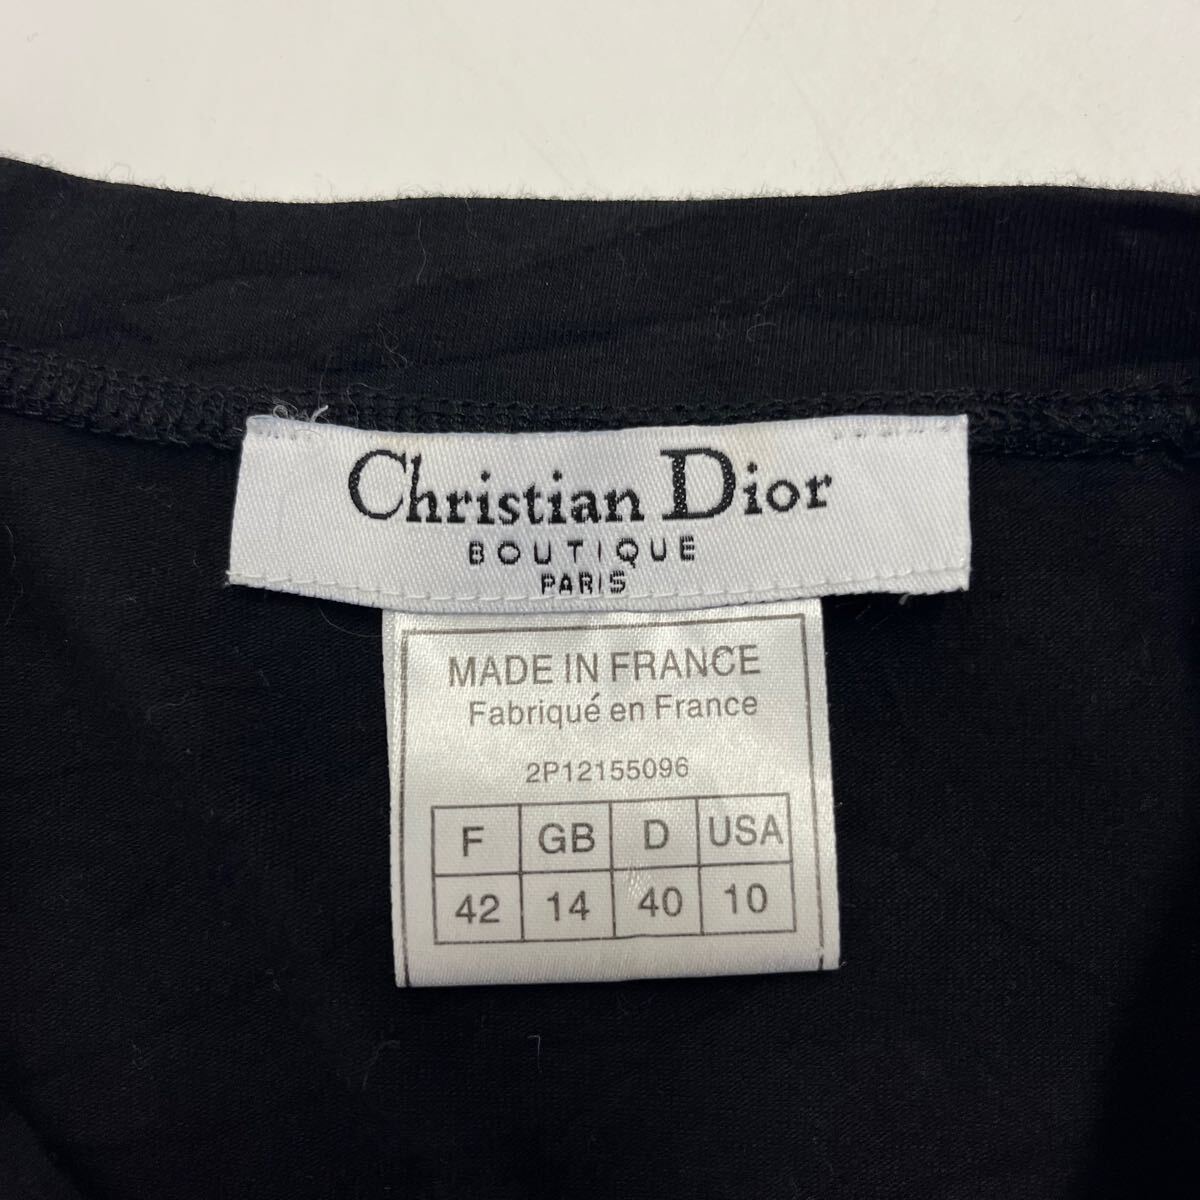 Christian Dior
BOUTIQUE
PARIS
MADE IN FRANCE
Fabriqué en France
2P12155096
F GB D USA
42 14 40 10